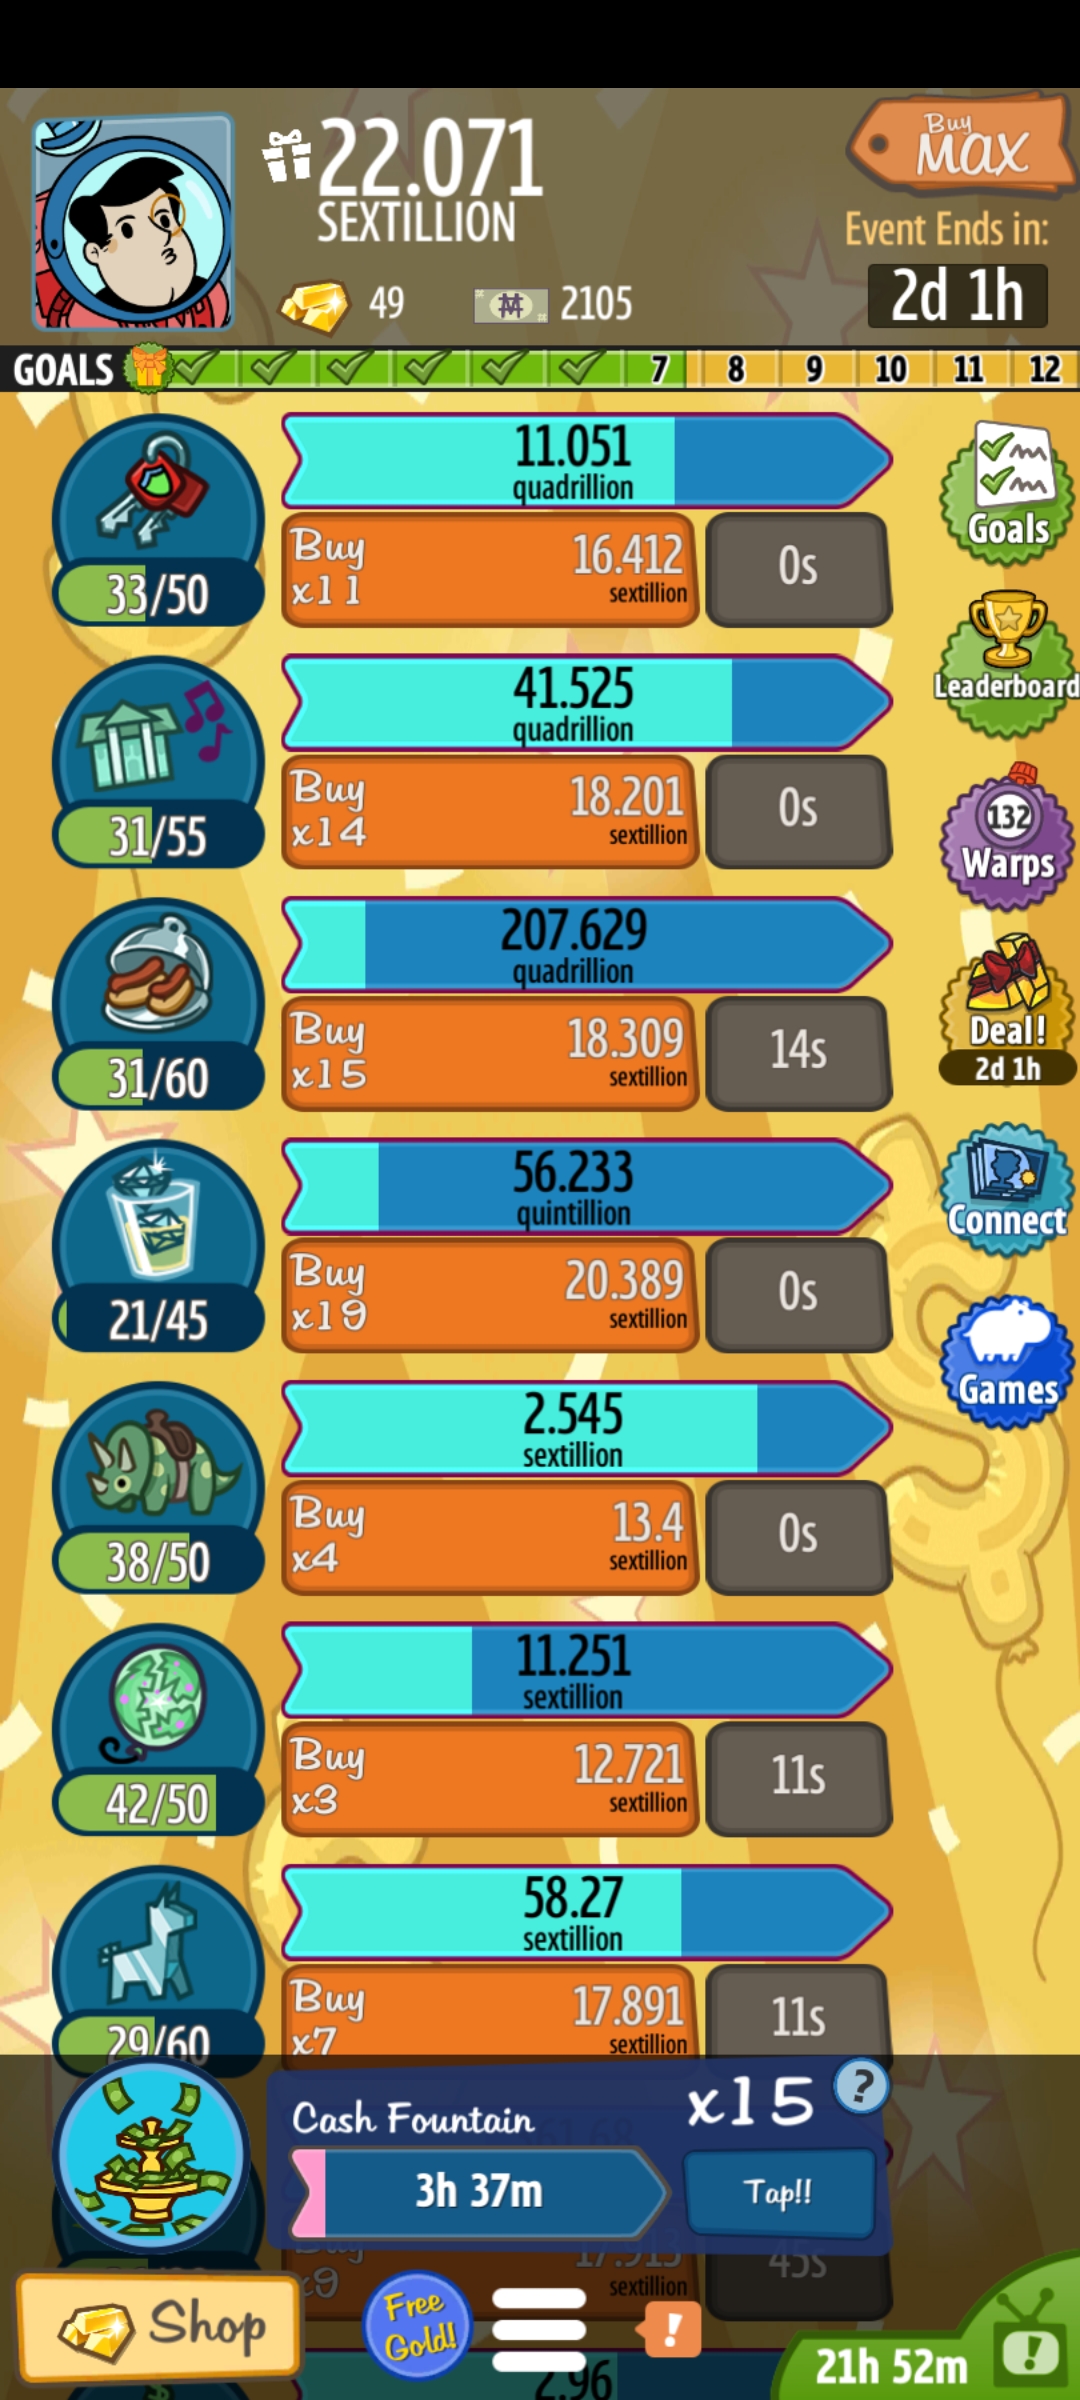 22.071
SEXTILLION
Buy
MAX
Event Ends in:
2d 1h
49
2105
GOALS
7
8
9
10
11
12
11.051
quadrillion
Buy
x11
16.412
sextillion
0s
33/50
Goals
41.525
quadrillion
Buy
x14
18.201
sextillion
0s
31/55
Leaderboard
207.629
quadrillion
Buy
x15
18.309
sextillion
14s
31/60
132
Warps
Deal!
2d 1h
56.233
quintillion
Buy
x19
20.389
sextillion
0s
21/45
Connect
Games
2.545
sextillion
Buy
x4
13.4
sextillion
0s
38/50
11.251
sextillion
Buy
x3
12.721
sextillion
11s
42/50
58.27
sextillion
Buy
x7
17.891
sextillion
11s
29/60
Cash Fountain
x15
?
3h 37m
Tap!!
Buy
x9
17.913
sextillion
45s
Shop
Free
Gold!
!
2.96
21h 52m
!